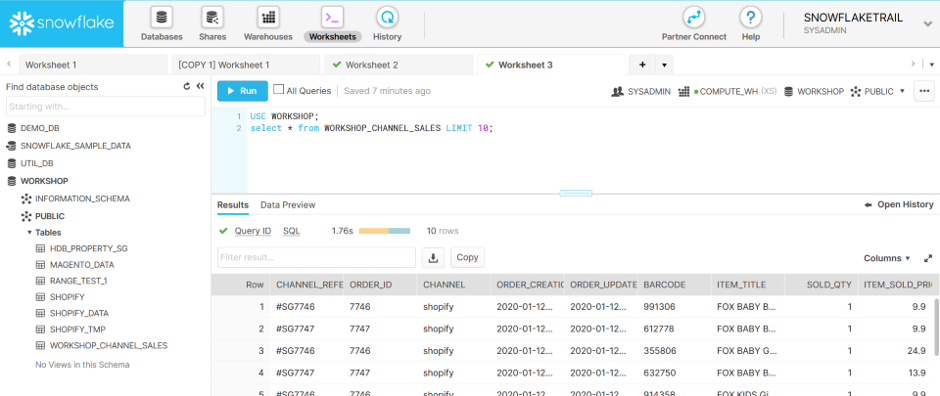 snowflake
Databases Shares Warehouses Worksheets History Partner Connect Help SNOWFLAKETRAIL
SYSADMIN
Worksheet 1 [COPY 1] Worksheet 1 Worksheet 2 Worksheet 3
Find database objects
Starting with...
DEMO_DB
SNOWFLAKE_SAMPLE_DATA
UTIL_DB
WORKSHOP
INFORMATION_SCHEMA
PUBLIC
Tables
HDB_PROPERTY_SG
MAGENTO_DATA
RANGE_TEST_1
SHOPIFY
SHOPIFY_DATA
SHOPIFY_TMP
WORKSHOP_CHANNEL_SALES
No Views in this Schema
Run All Queries Saved 7 minutes ago SYSADMIN COMPUTE_WH (XS) WORKSHOP PUBLIC
1 USE WORKSHOP;
2 select * from WORKSHOP_CHANNEL_SALES LIMIT 10;
Results Data Preview Open History
Query ID SQL 1.76s 10 rows
Filter result... Copy Columns
Row CHANNEL_REFE ORDER_ID CHANNEL ORDER_CREATIO ORDER_UPDATE BARCODE ITEM_TITLE SOLD_QTY ITEM_SOLD_PRI
1 #SG7746 7746 shopify 2020-01-12... 2020-01-12... 991306 FOX BABY B... 1 9.9
2 #SG7747 7747 shopify 2020-01-12... 2020-01-12... 612778 FOX BABY B... 1 9.9
3 #SG7746 7746 shopify 2020-01-12... 2020-01-12... 355806 FOX BABY G... 1 24.9
4 #SG7747 7747 shopify 2020-01-12... 2020-01-12... 632750 FOX BABY B... 1 13.9
5 #SG7746 7746 shopify 2020-01-12... 2020-01-12... 914358 FOX KIDS Gi... 1 9.9